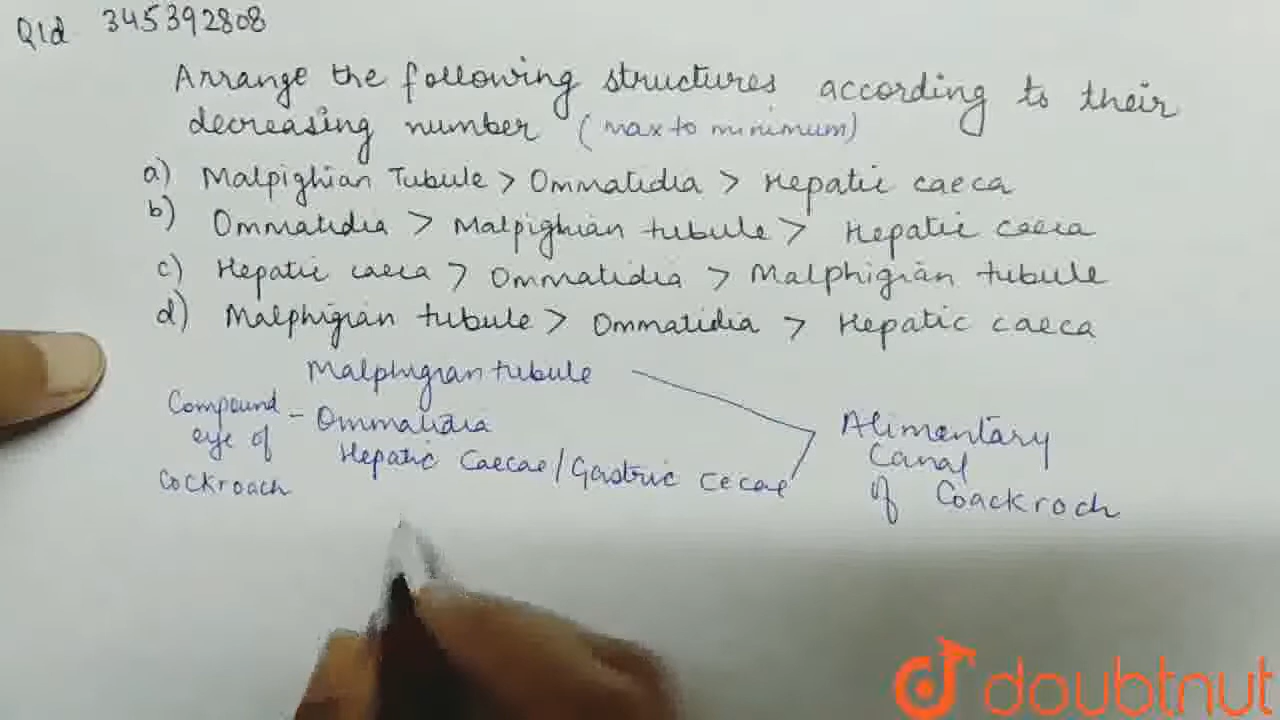 QId 345392808
Arrange the following structures according to their
decreasing number (max to minimum)
a) Malpighian Tubule > Ommatidia > Hepatic caeca
b) Ommatidia > Malpighian tubule > Hepatic caeca
c) Hepatic caeca > Ommatidia > Malphigian tubule
d) Malphigian tubule > Ommatidia > Hepatic caeca
Malphigian tubule
Compound eye of Cockroach - Ommatidia
Hepatic Caecae/Gastric Cecae
Alimentary
Canal
of Coackroch
doubtnut